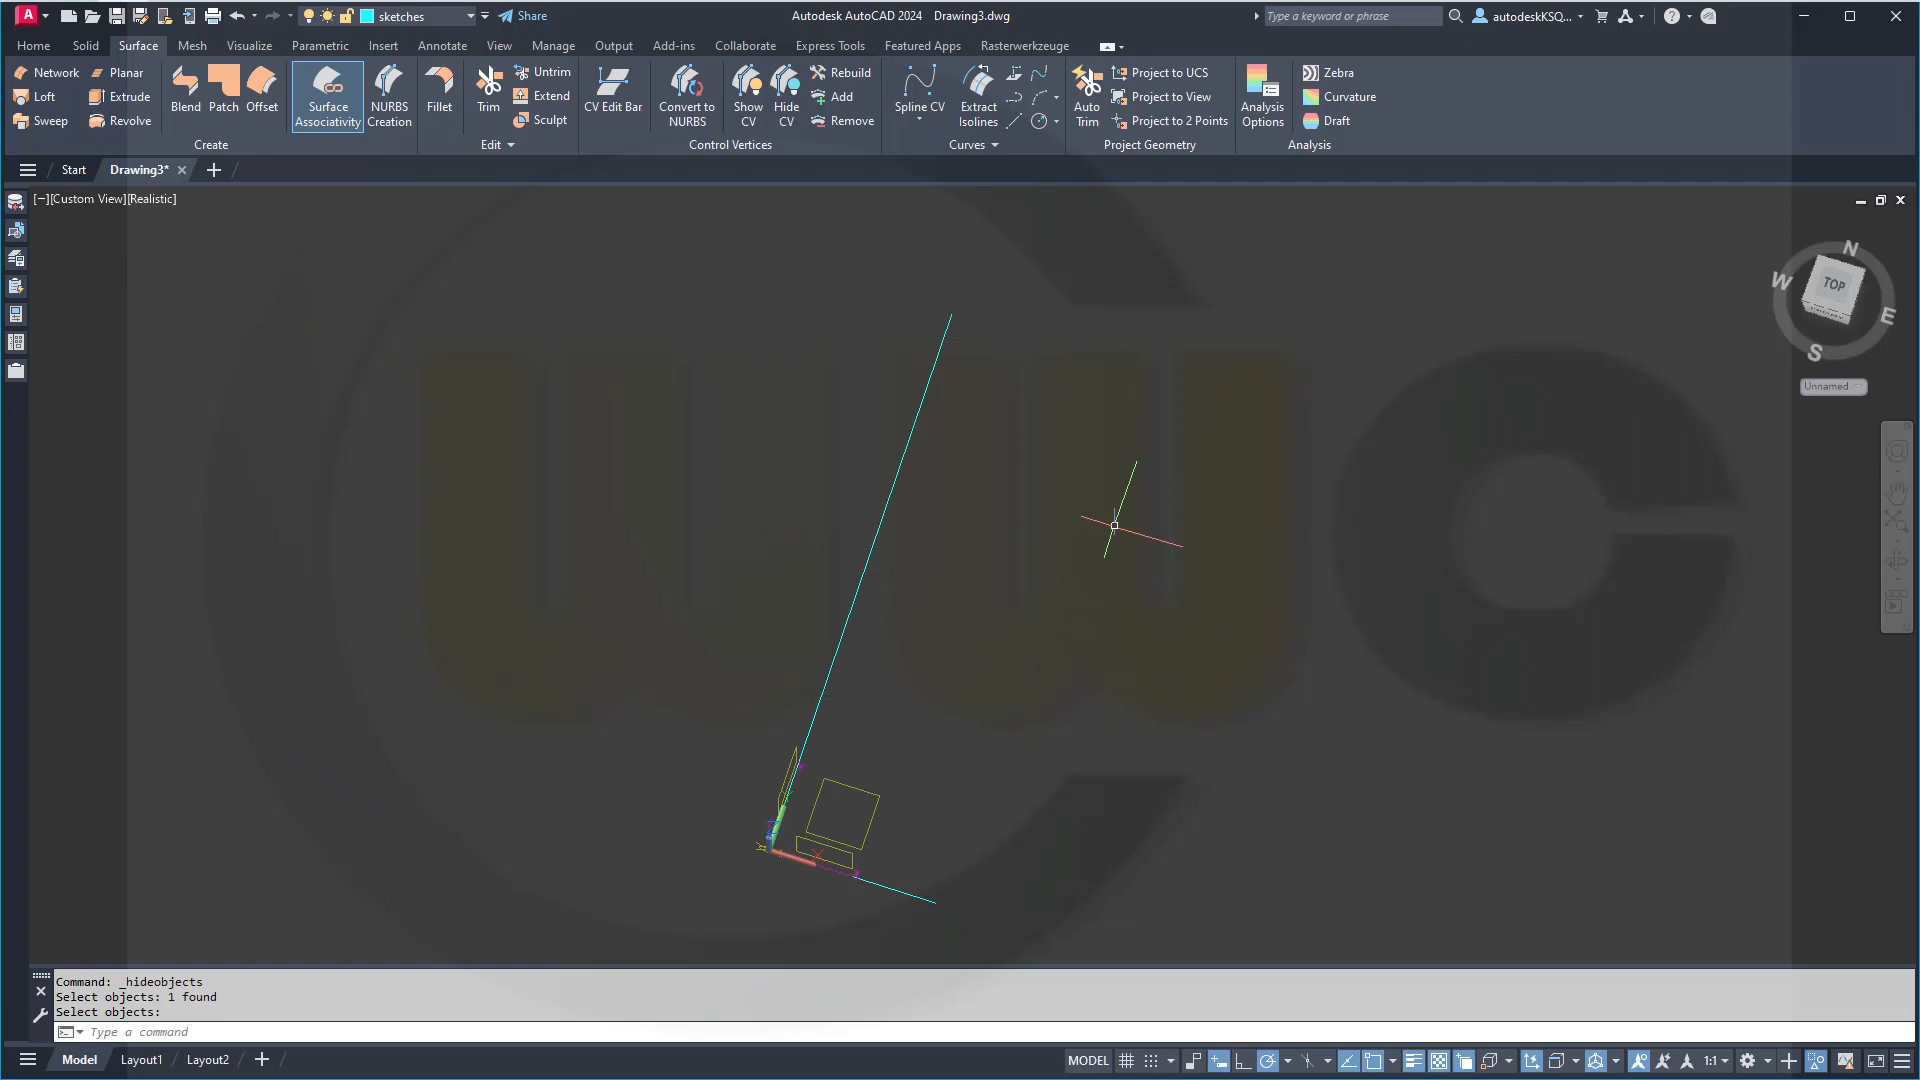 A
sketches
Share
Autodesk AutoCAD 2024 Drawing3.dwg
Type a keyword or phrase
autodeskKSQ...
Home Solid Surface Mesh Visualize Parametric Insert Annotate View Manage Output Add-ins Collaborate Express Tools Featured Apps Rasterwerkzeuge
Network
Planar
Loft
Extrude
Sweep
Revolve
Blend
Patch
Offset
Surface
Associativity
NURBS
Creation
Fillet
Trim
Untrim
Extend
Sculpt
CV Edit Bar
Convert to
NURBS
Show
CV
Hide
CV
Rebuild
Add
Remove
Spline CV
Extract
Isolines
Auto
Trim
Project to UCS
Project to View
Project to 2 Points
Analysis
Options
Zebra
Curvature
Draft
Create
Edit
Control Vertices
Curves
Project Geometry
Analysis
Start
Drawing3*
[−][Custom View][Realistic]
N
W
TOP
E
S
Unnamed
X
wwc
Command: _hideobjects
Select objects: 1 found
Select objects:
Type a command
Model Layout1 Layout2
MODEL
1:1